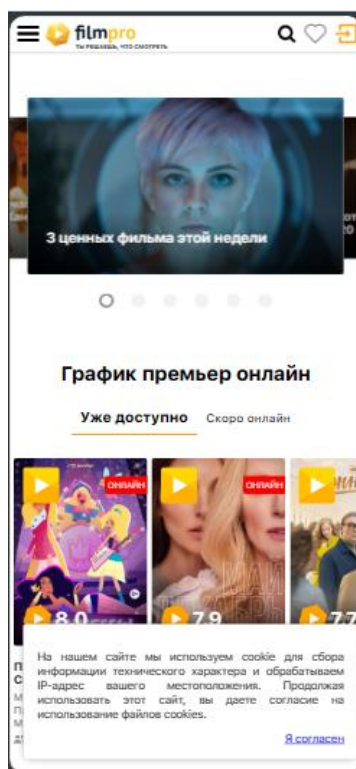 filmpro
ТЫ РЕШАЕШЬ, ЧТО СМОТРЕТЬ
3 ценных фильма этой недели
График премьер онлайн
Уже доступно Скоро онлайн
ОНЛАЙН ОНЛАЙН
8.0 7.9 7.7
На нашем сайте мы используем cookie для сбора
информации технического характера и обрабатываем
IP-адрес вашего местоположения. Продолжая
использовать этот сайт, вы даете согласие на
использование файлов cookies.
Я согласен